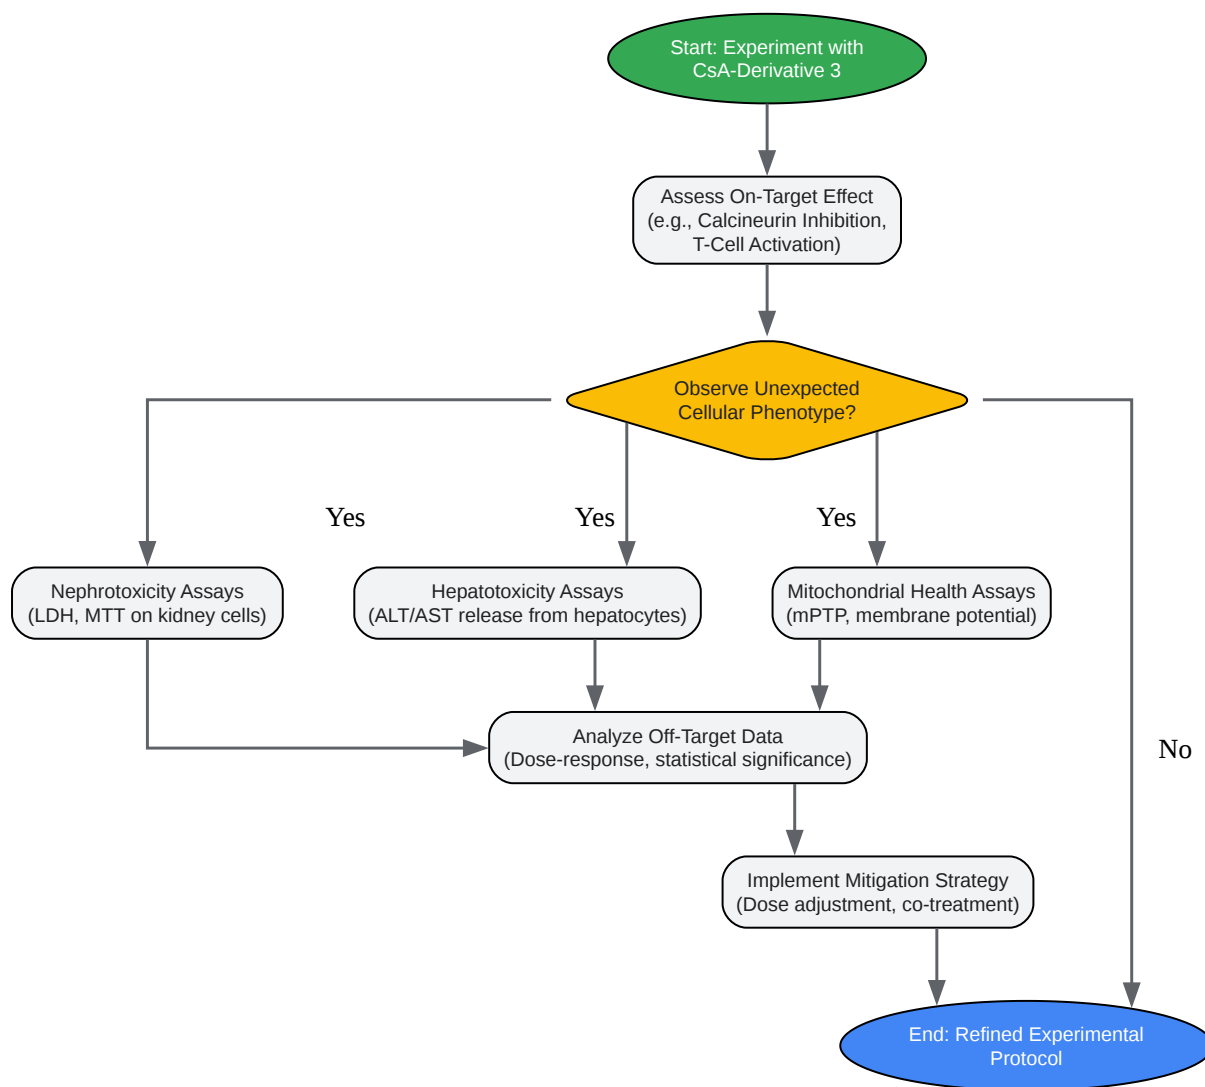 Start: Experiment with
CsA-Derivative 3
Assess On-Target Effect
(e.g., Calcineurin Inhibition,
T-Cell Activation)
Observe Unexpected
Cellular Phenotype?
Yes
Yes
Yes
Nephrotoxicity Assays
(LDH, MTT on kidney cells)
Hepatotoxicity Assays
(ALT/AST release from hepatocytes)
Mitochondrial Health Assays
(mPTP, membrane potential)
Analyze Off-Target Data
(Dose-response, statistical significance)
No
Implement Mitigation Strategy
(Dose adjustment, co-treatment)
End: Refined Experimental
Protocol